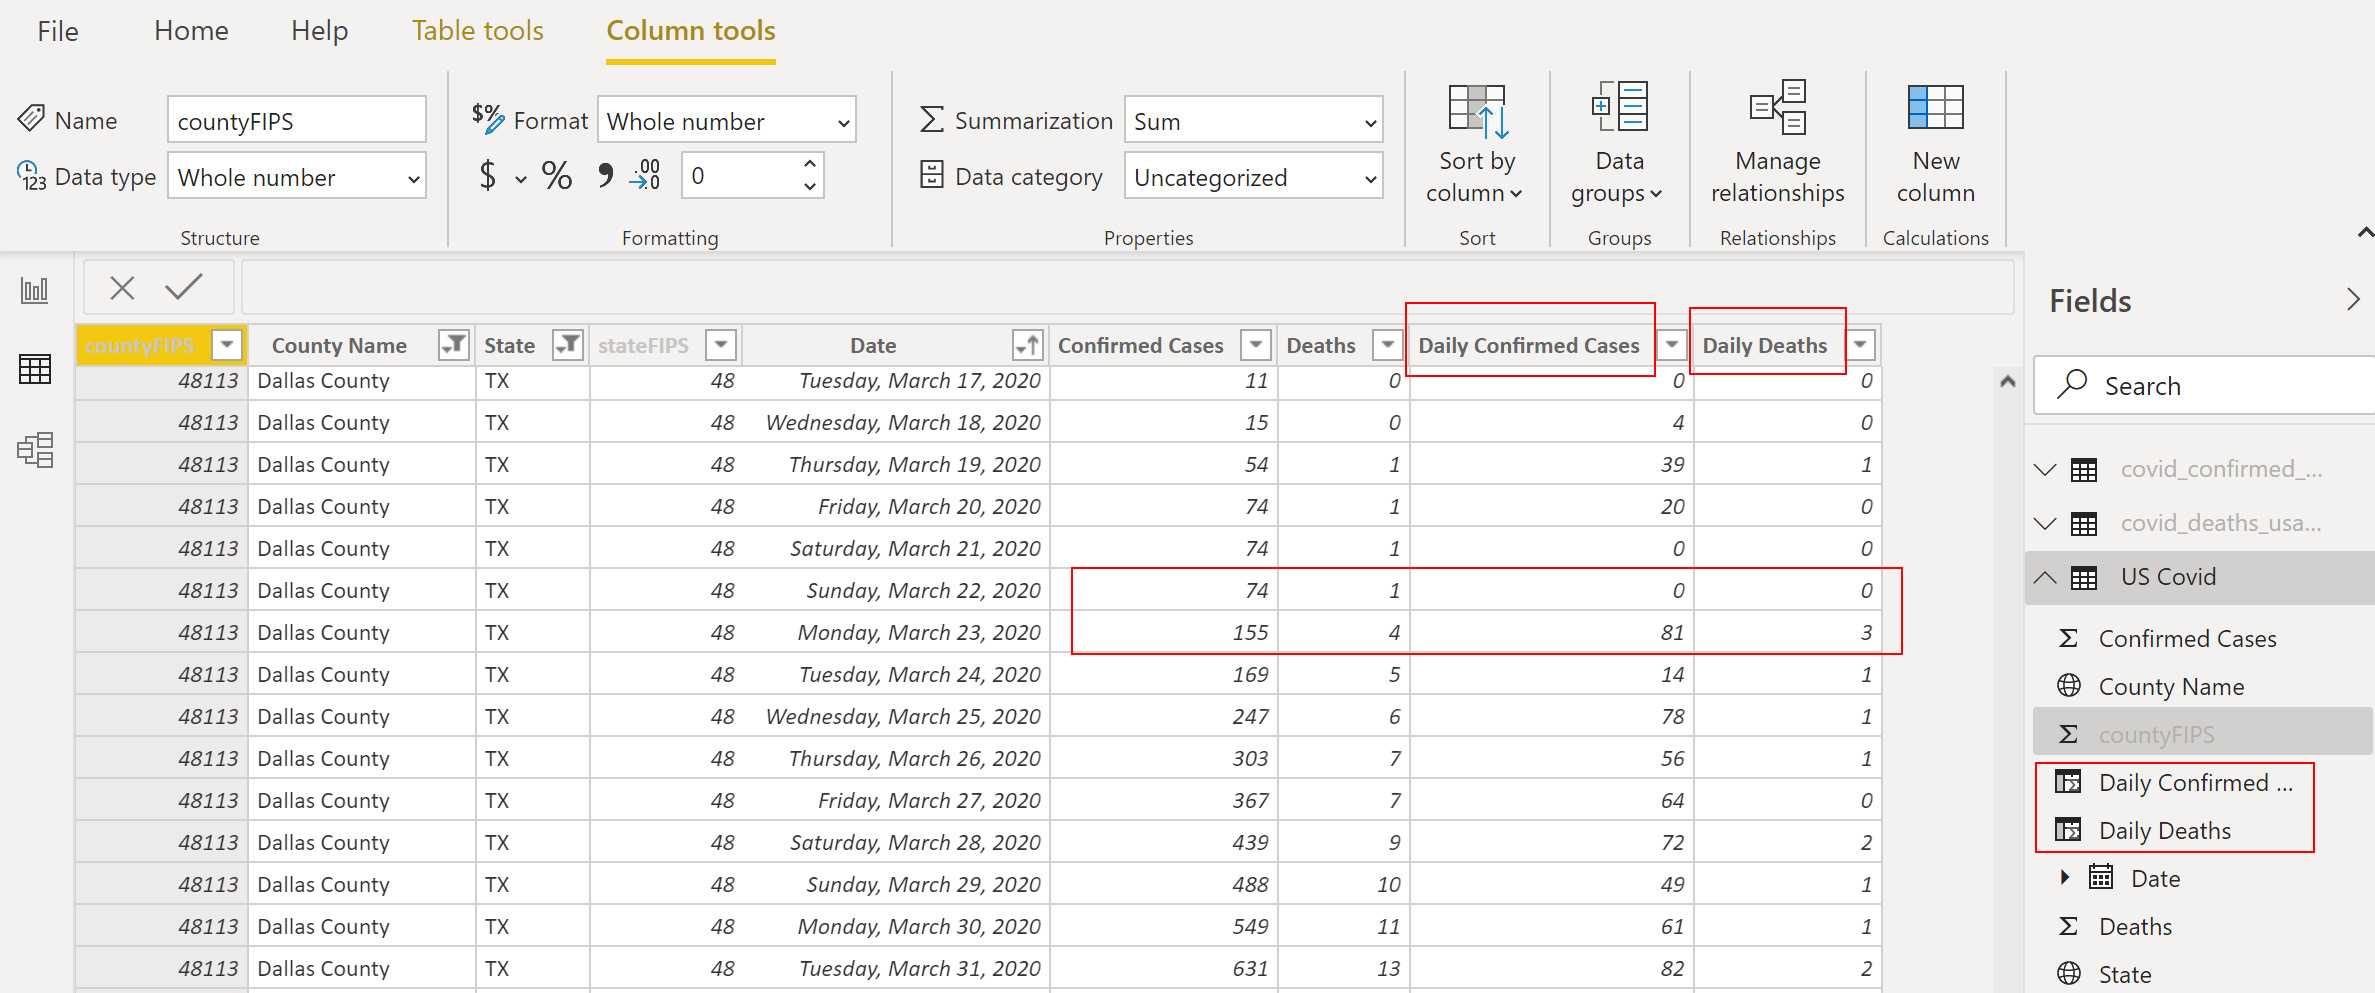 File Home Help Table tools Column tools
Name countyFIPS $% Format Whole number Summarization Sum
123 Data type Whole number $ % , .00 .0 0 Data category Uncategorized
Sort by column Data groups Manage relationships New column
Structure Formatting Properties Sort Groups Relationships Calculations
countyFIPS County Name State stateFIPS Date Confirmed Cases Deaths Daily Confirmed Cases Daily Deaths
48113 Dallas County TX 48 Tuesday, March 17, 2020 11 0 0 0
48113 Dallas County TX 48 Wednesday, March 18, 2020 15 0 4 0
48113 Dallas County TX 48 Thursday, March 19, 2020 54 1 39 1
48113 Dallas County TX 48 Friday, March 20, 2020 74 1 20 0
48113 Dallas County TX 48 Saturday, March 21, 2020 74 1 0 0
48113 Dallas County TX 48 Sunday, March 22, 2020 74 1 0 0
48113 Dallas County TX 48 Monday, March 23, 2020 155 4 81 3
48113 Dallas County TX 48 Tuesday, March 24, 2020 169 5 14 1
48113 Dallas County TX 48 Wednesday, March 25, 2020 247 6 78 1
48113 Dallas County TX 48 Thursday, March 26, 2020 303 7 56 1
48113 Dallas County TX 48 Friday, March 27, 2020 367 7 64 0
48113 Dallas County TX 48 Saturday, March 28, 2020 439 9 72 2
48113 Dallas County TX 48 Sunday, March 29, 2020 488 10 49 1
48113 Dallas County TX 48 Monday, March 30, 2020 549 11 61 1
48113 Dallas County TX 48 Tuesday, March 31, 2020 631 13 82 2
Fields
Search
covid_confirmed_...
covid_deaths_usa...
US Covid
Confirmed Cases
County Name
countyFIPS
Daily Confirmed ...
Daily Deaths
Date
Deaths
State